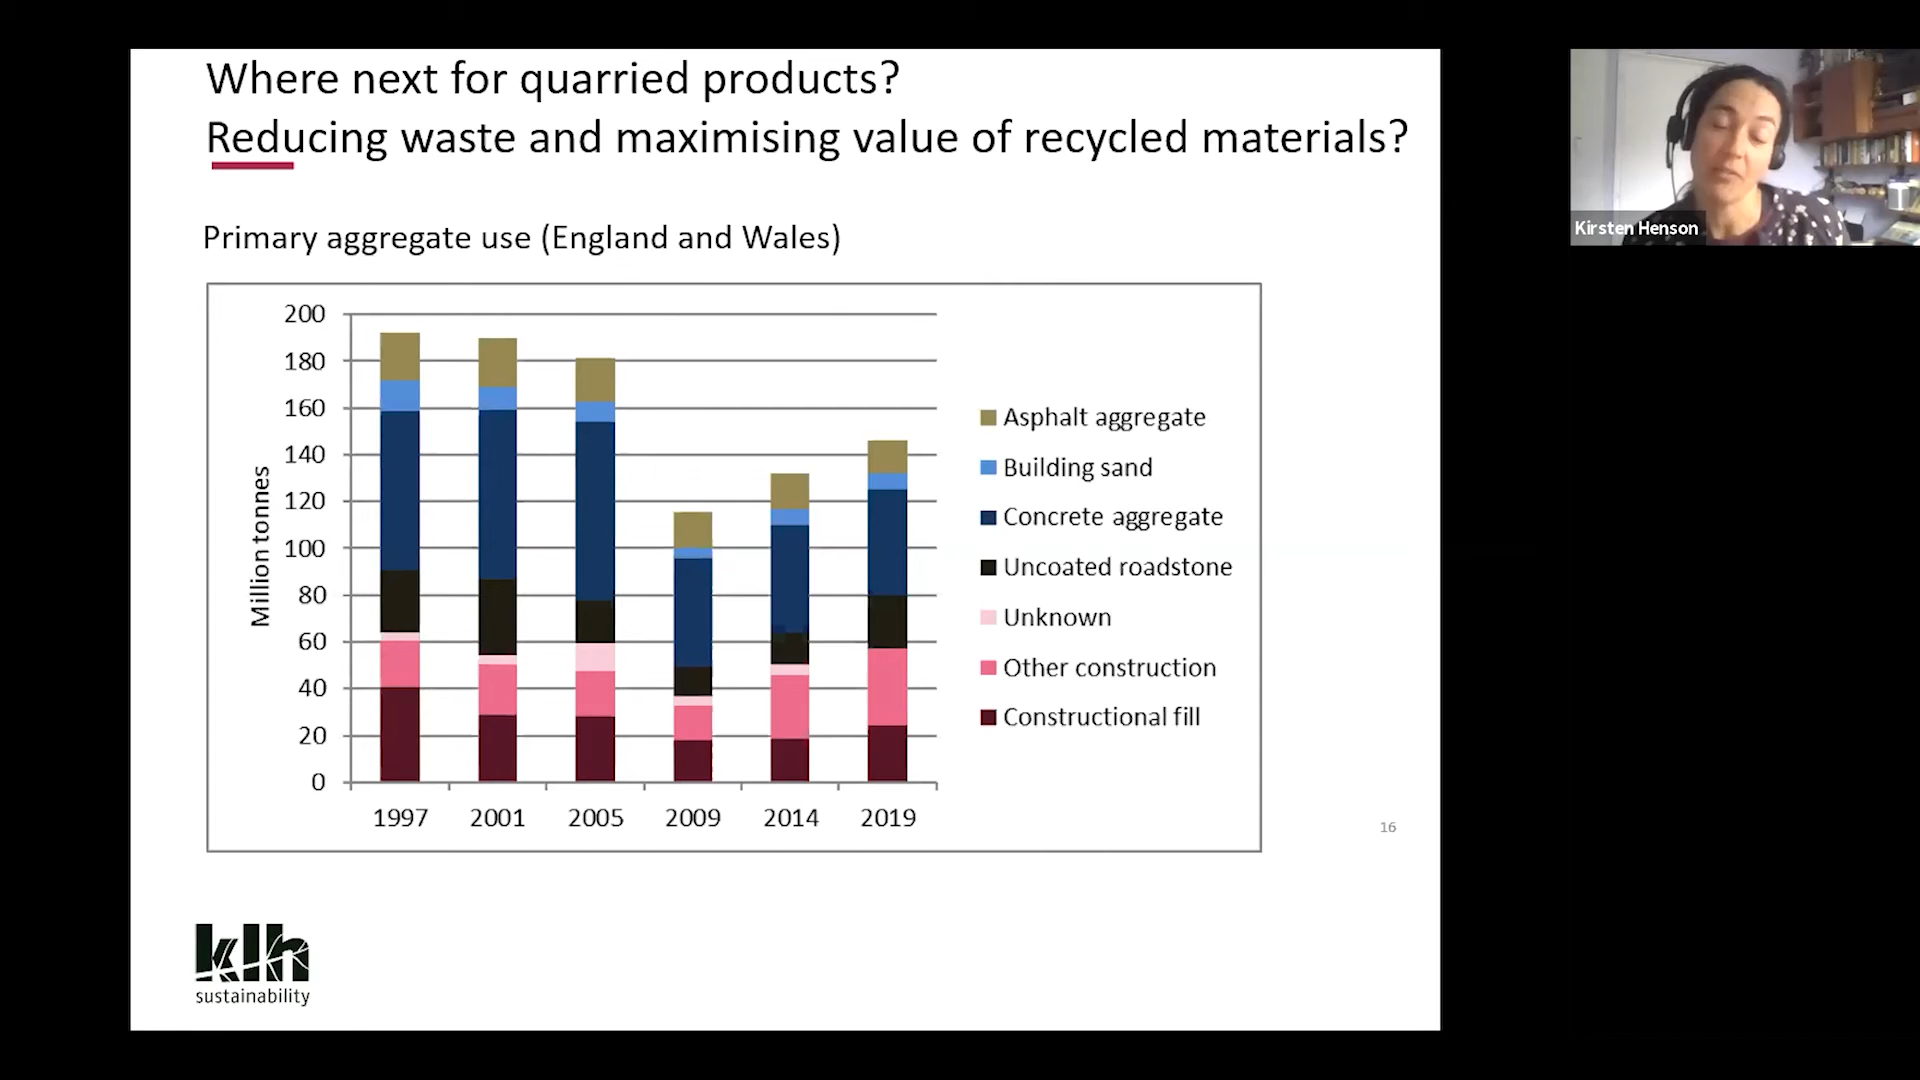 Where next for quarried products?
Reducing waste and maximising value of recycled materials?
Kirsten Henson
Primary aggregate use (England and Wales)
Million tonnes
200
180
160
140
120
100
80
60
40
20
0
1997 2001 2005 2009 2014 2019
Asphalt aggregate
Building sand
Concrete aggregate
Uncoated roadstone
Unknown
Other construction
Constructional fill
16
klh
sustainability